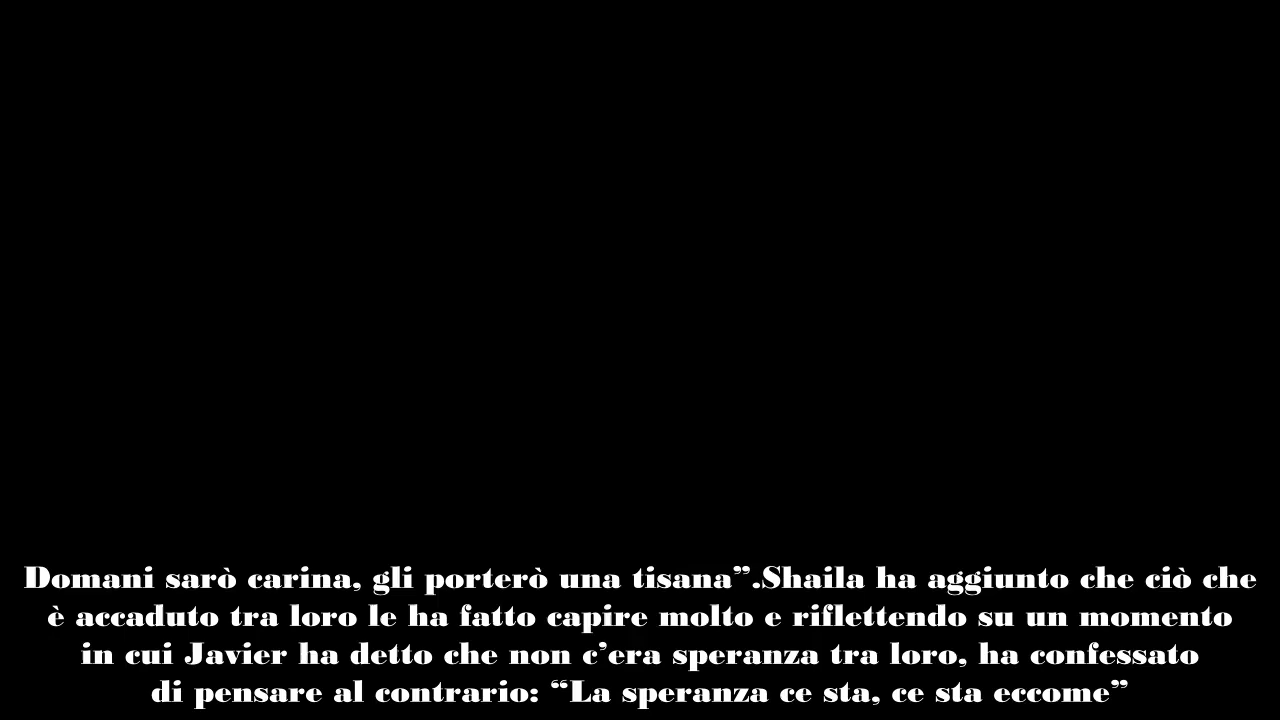 Domani sarò carina, gli porterò una tisana”.Shaila ha aggiunto che ciò che
è accaduto tra loro le ha fatto capire molto e riflettendo su un momento
in cui Javier ha detto che non c’era speranza tra loro, ha confessato
di pensare al contrario: “La speranza ce sta, ce sta eccome”